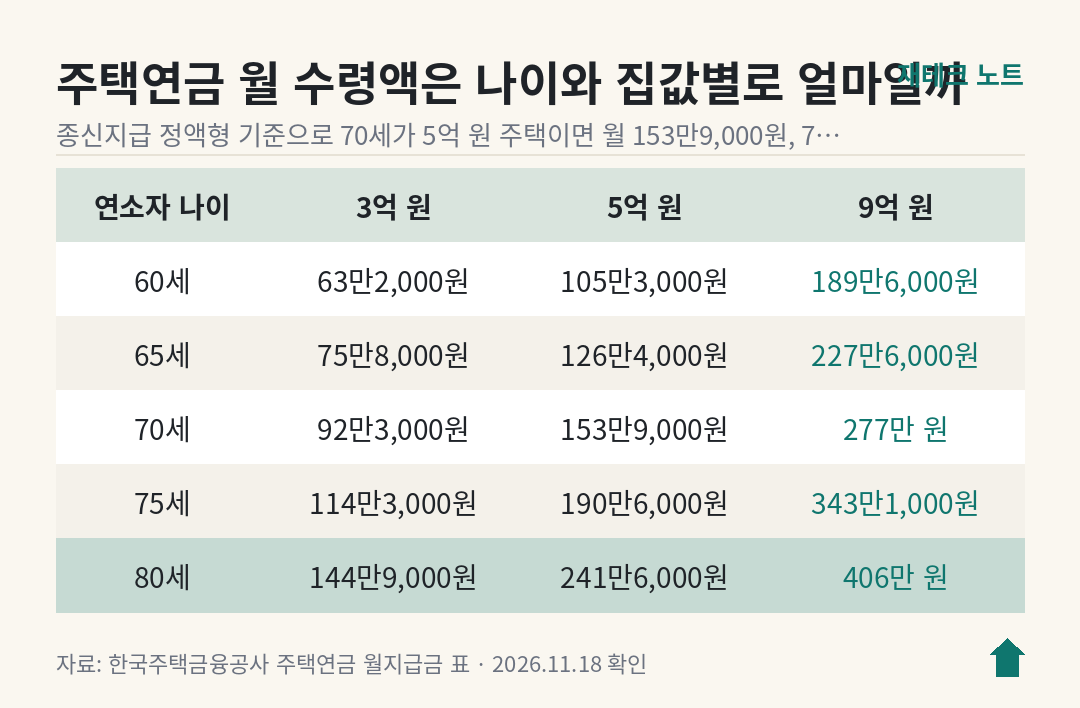 주택연금 월 수령액은 나이와 집값별로 얼마일까
재테크 노트
종신지급 정액형 기준으로 70세가 5억 원 주택이면 월 153만9,000원, 7…
연소자 나이 3억 원 5억 원 9억 원
60세 63만2,000원 105만3,000원 189만6,000원
65세 75만8,000원 126만4,000원 227만6,000원
70세 92만3,000원 153만9,000원 277만 원
75세 114만3,000원 190만6,000원 343만1,000원
80세 144만9,000원 241만6,000원 406만 원
자료: 한국주택금융공사 주택연금 월지급금 표 · 2026.11.18 확인